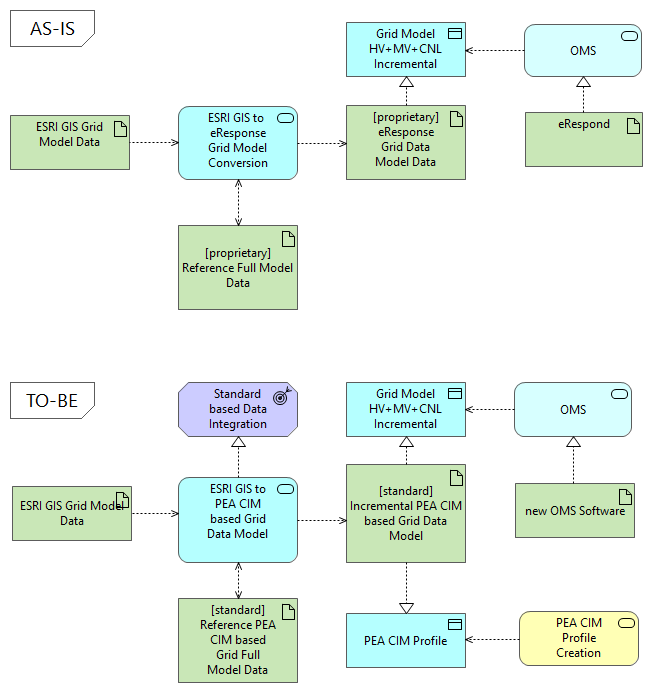 AS-IS
Grid Model
HV+MV+CNL
Incremental
OMS
ESRI GIS Grid
Model Data
ESRI GIS to
eResponse
Grid Model
Conversion
[proprietary]
eResponse
Grid Data
Model Data
eRespond
[proprietary]
Reference Full Model
Data
TO-BE
Standard
based Data
Integration
Grid Model
HV+MV+CNL
Incremental
OMS
ESRI GIS Grid Model
Data
ESRI GIS to
PEA CIM
based Grid
Data Model
[standard]
Incremental PEA CIM
based Grid Data
Model
new OMS Software
[standard]
Reference PEA
CIM based
Grid Full
Model Data
PEA CIM Profile
PEA CIM
Profile
Creation